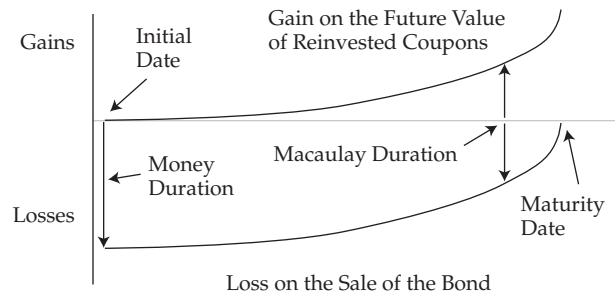 Gains
Initial
Date
Gain on the Future Value
of Reinvested Coupons
Money
Duration
Macaulay Duration
Losses
Maturity
Date
Loss on the Sale of the Bond